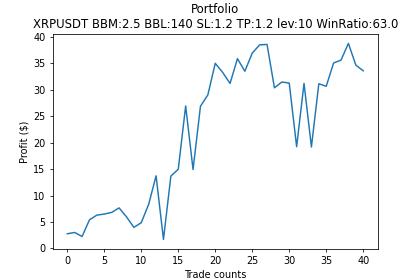 Portfolio
XRPUSDT BBM:2.5 BBL:140 SL:1.2 TP:1.2 lev:10 WinRatio:63.0
40
35
30
25
20
15
10
5
0
Profit ($)
0 5 10 15 20 25 30 35 40
Trade counts